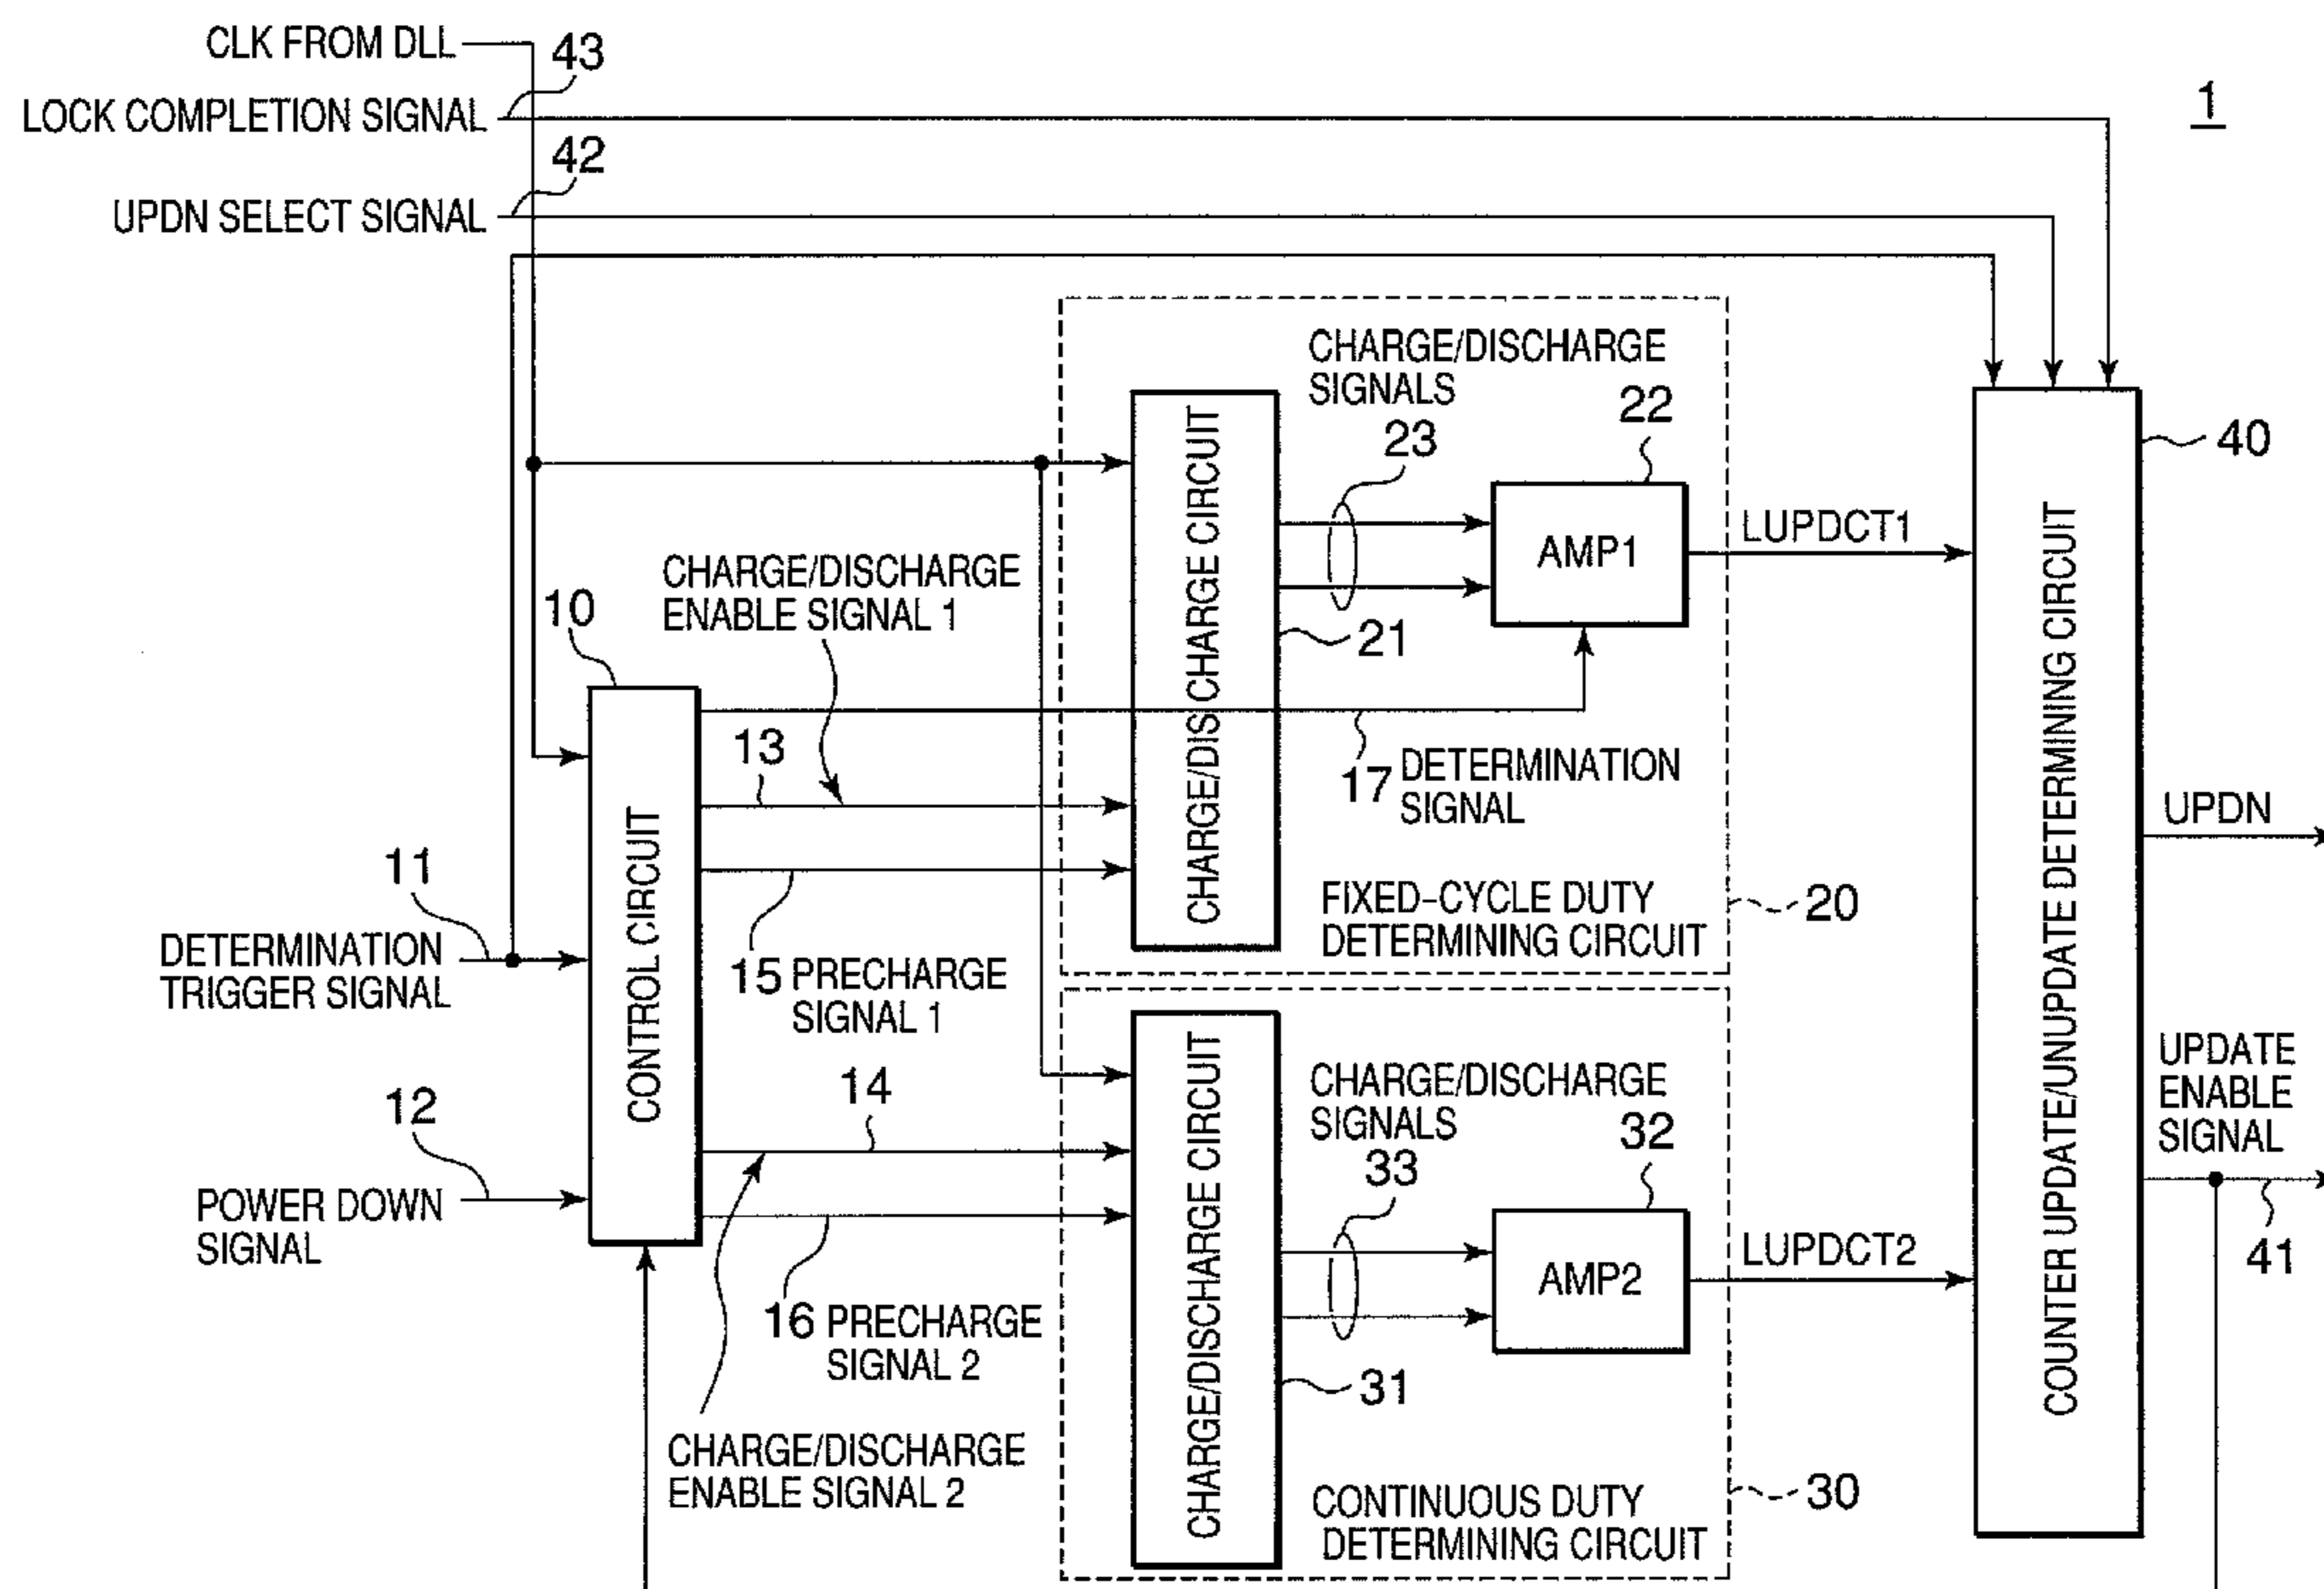 CLK FROM DLL
43
LOCK COMPLETION SIGNAL
1
42
UPDN SELECT SIGNAL
CHARGE/DISCHARGE
SIGNALS
22
23
40
CHARGE/DISCHARGE CIRCUIT
AMP1
LUPDCT1
COUNTER UPDATE/UNUPDATE DETERMINING CIRCUIT
CHARGE/DISCHARGE
ENABLE SIGNAL 1
10
21
13
17 DETERMINATION
SIGNAL
UPDN
CONTROL CIRCUIT
11
DETERMINATION
TRIGGER SIGNAL
15 PRECHARGE
SIGNAL 1
FIXED-CYCLE DUTY
DETERMINING CIRCUIT
20
14
CHARGE/DISCHARGE CIRCUIT
CHARGE/DISCHARGE
SIGNALS
32
33
UPDATE
ENABLE
SIGNAL
12
POWER DOWN
SIGNAL
AMP2
LUPDCT2
41
16 PRECHARGE
SIGNAL 2
31
CHARGE/DISCHARGE
ENABLE SIGNAL 2
CONTINUOUS DUTY
DETERMINING CIRCUIT
30